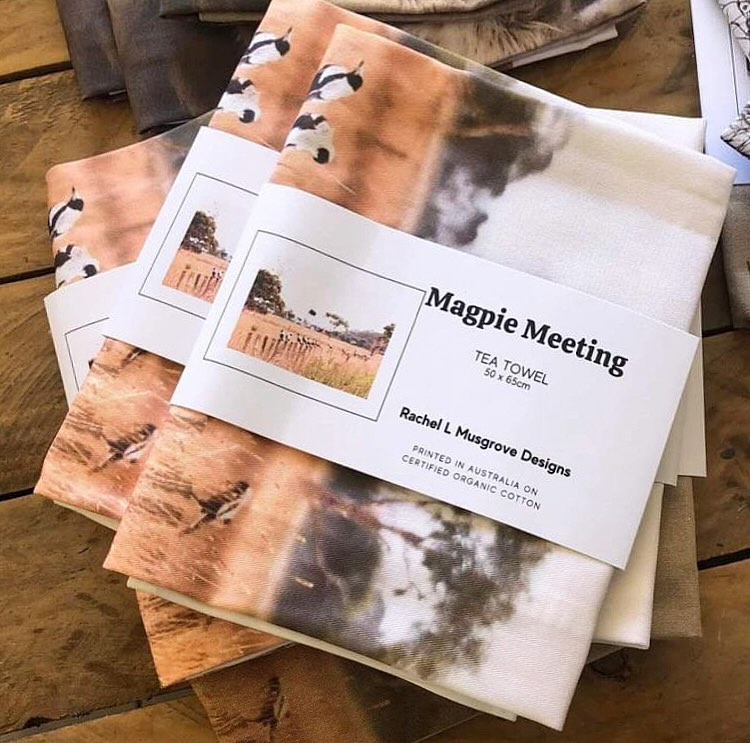 Magpie Meeting
TEA TOWEL
50 x 65cm
Rachel L Musgrove Designs
PRINTED IN AUSTRALIA ON
CERTIFIED ORGANIC COTTON